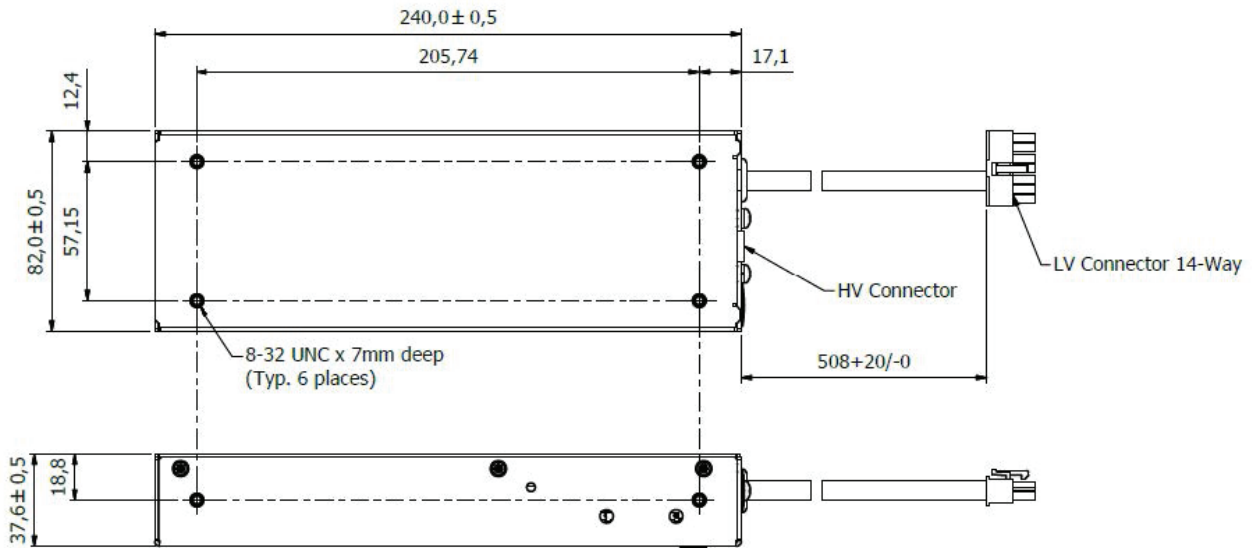 240,0± 0,5
205,74
17,1
12,4
82,0±0,5
57,15
LV Connector 14-Way
HV Connector
8-32 UNC x 7mm deep
(Typ. 6 places)
508+20/-0
37,6± 0,5
18,8